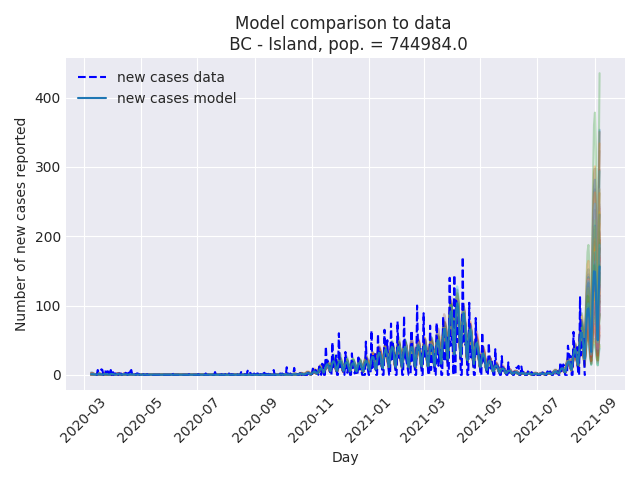 Model comparison to data
BC - Island, pop. = 744984.0
new cases data
new cases model
Number of new cases reported
400
300
200
100
0
2020-03
2020-05
2020-07
2020-09
2020-11
2021-01
2021-03
2021-05
2021-07
2021-09
Day